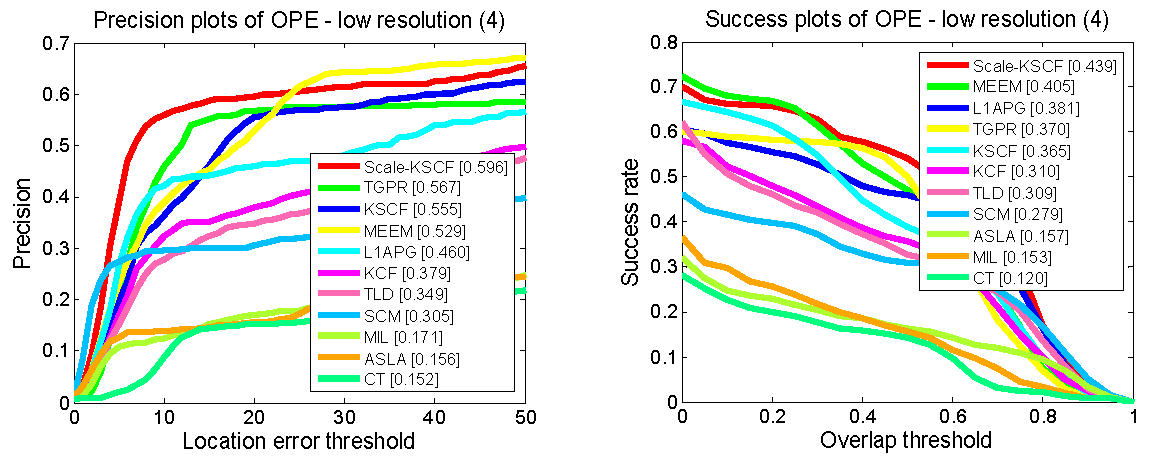 Precision plots of OPE - low resolution (4)
Precision
0.7
0.6
0.5
0.4
0.3
0.2
0.1
0
0 10 20 30 40 50
Location error threshold
Scale-KSCF [0.596]
TGPR [0.567]
KSCF [0.555]
MEEM [0.529]
L1APG [0.460]
KCF [0.379]
TLD [0.349]
SCM [0.305]
MIL [0.171]
ASLA [0.156]
CT [0.152]
Success plots of OPE - low resolution (4)
Success rate
0.8
0.7
0.6
0.5
0.4
0.3
0.2
0.1
0
0 0.2 0.4 0.6 0.8 1
Overlap threshold
Scale-KSCF [0.439]
MEEM [0.405]
L1APG [0.381]
TGPR [0.370]
KSCF [0.365]
KCF [0.310]
TLD [0.309]
SCM [0.279]
ASLA [0.157]
MIL [0.153]
CT [0.120]